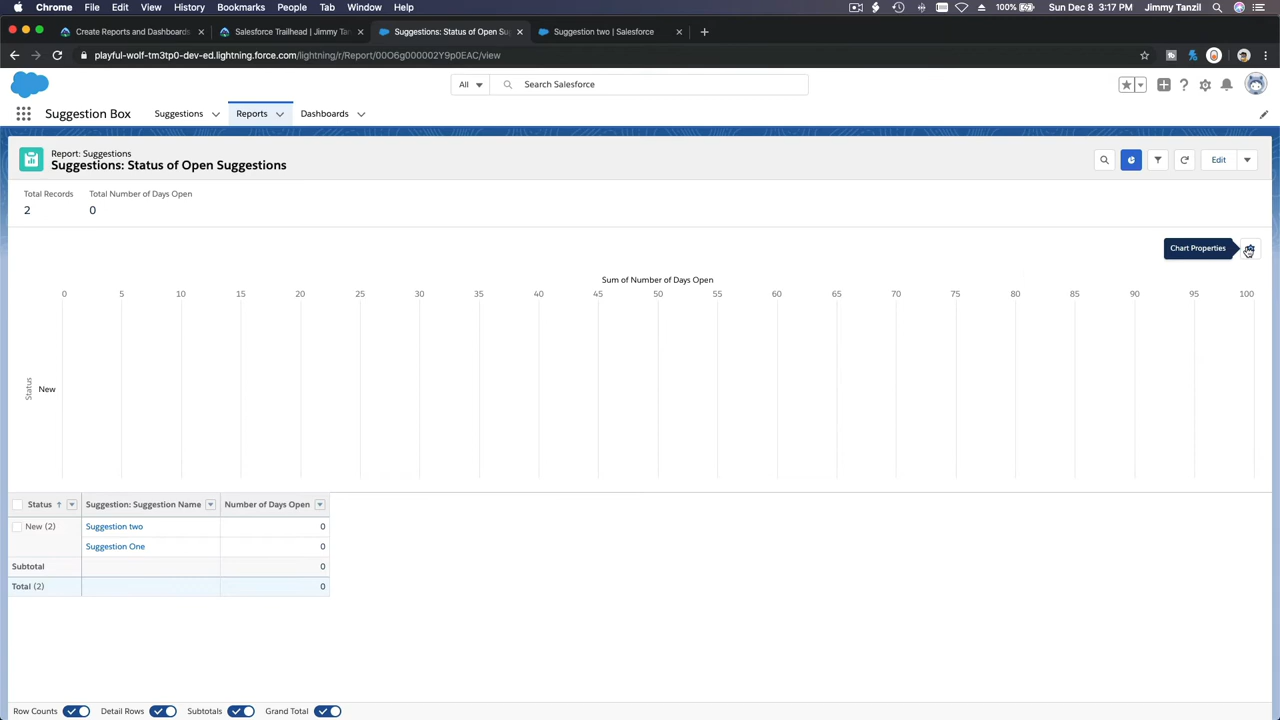 Chrome File Edit View History Bookmarks People Tab Window Help 100% Sun Dec 8 3:17 PM Jimmy Tanzil
Create Reports and Dashboards Salesforce Trailhead | Jimmy Tan Suggestions: Status of Open Su Suggestion two | Salesforce
playful-wolf-tm3tp0-dev-ed.lightning.force.com/lightning/r/Report/00O6g000002Y9p0EAC/view
All Search Salesforce
Suggestion Box Suggestions Reports Dashboards
Report: Suggestions
Suggestions: Status of Open Suggestions
Edit
Total Records Total Number of Days Open
2 0
Chart Properties
Sum of Number of Days Open
0 5 10 15 20 25 30 35 40 45 50 55 60 65 70 75 80 85 90 95 100
Status
New
Status Suggestion: Suggestion Name Number of Days Open
New (2) Suggestion two 0
Suggestion One 0
Subtotal 0
Total (2) 0
Row Counts Detail Rows Subtotals Grand Total